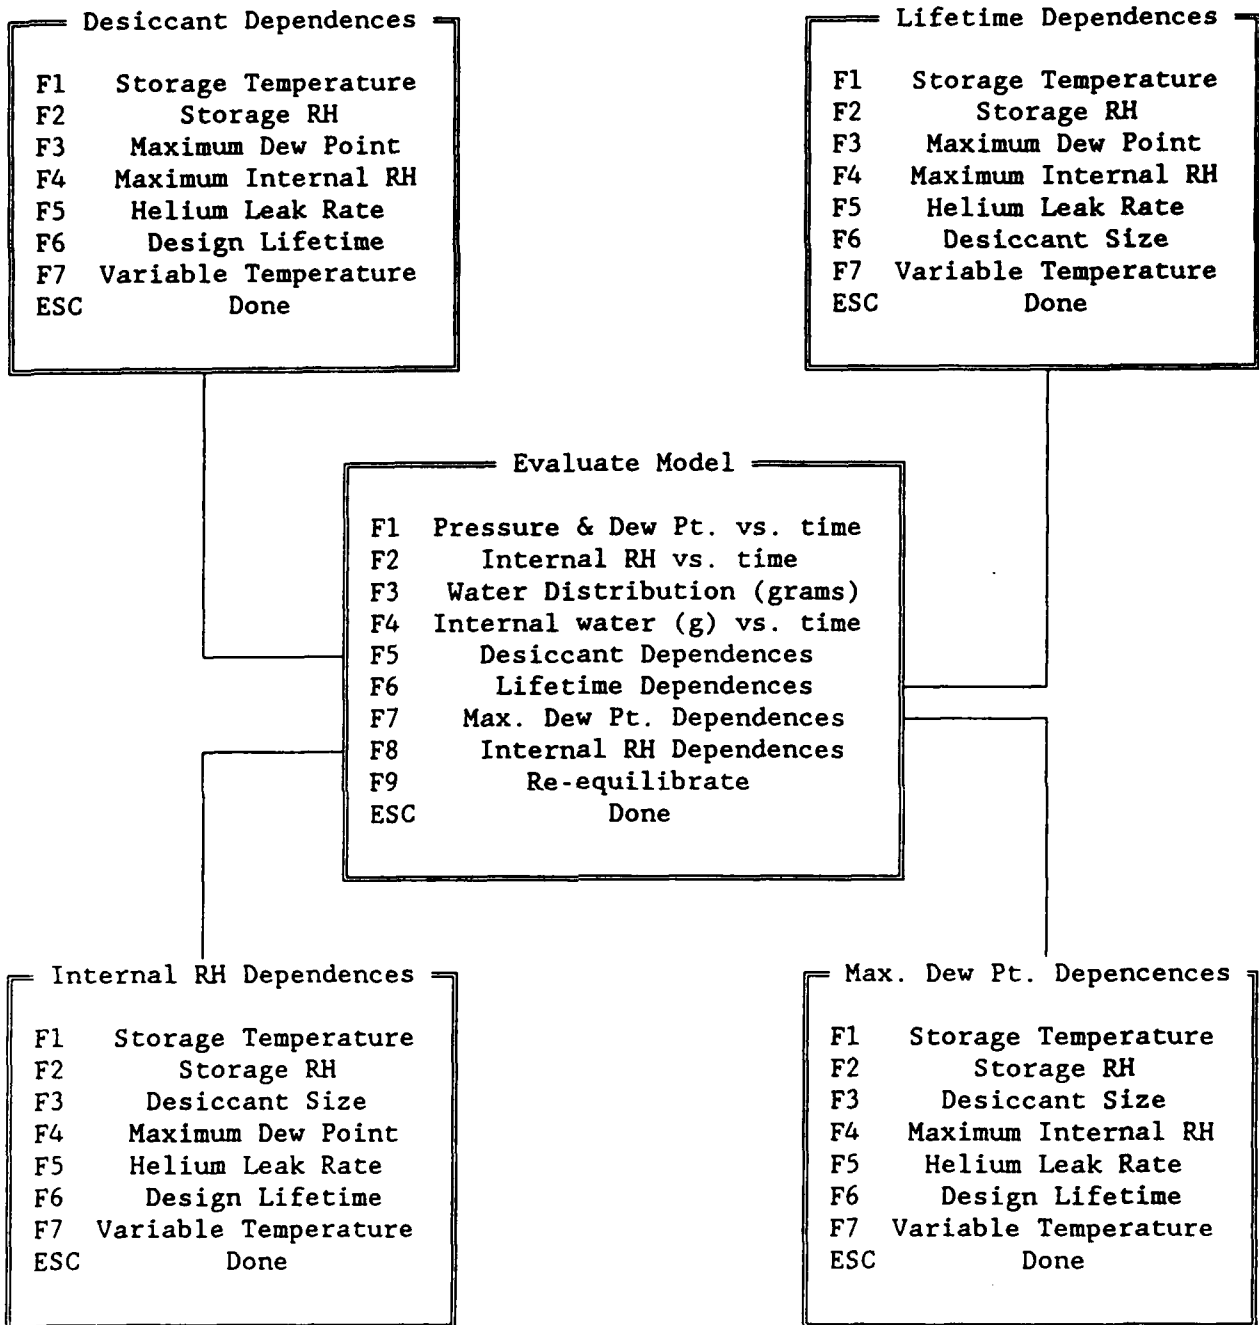 Desiccant Dependences
F1 Storage Temperature
F2 Storage RH
F3 Maximum Dew Point
F4 Maximum Internal RH
F5 Helium Leak Rate
F6 Design Lifetime
F7 Variable Temperature
ESC Done
Lifetime Dependences
F1 Storage Temperature
F2 Storage RH
F3 Maximum Dew Point
F4 Maximum Internal RH
F5 Helium Leak Rate
F6 Desiccant Size
F7 Variable Temperature
ESC Done
Evaluate Model
F1 Pressure & Dew Pt. vs. time
F2 Internal RH vs. time
F3 Water Distribution (grams)
F4 Internal water (g) vs. time
F5 Desiccant Dependences
F6 Lifetime Dependences
F7 Max. Dew Pt. Dependences
F8 Internal RH Dependences
F9 Re-equilibrate
ESC Done
Internal RH Dependences
F1 Storage Temperature
F2 Storage RH
F3 Desiccant Size
F4 Maximum Dew Point
F5 Helium Leak Rate
F6 Design Lifetime
F7 Variable Temperature
ESC Done
Max. Dew Pt. Depencences
F1 Storage Temperature
F2 Storage RH
F3 Desiccant Size
F4 Maximum Internal RH
F5 Helium Leak Rate
F6 Design Lifetime
F7 Variable Temperature
ESC Done